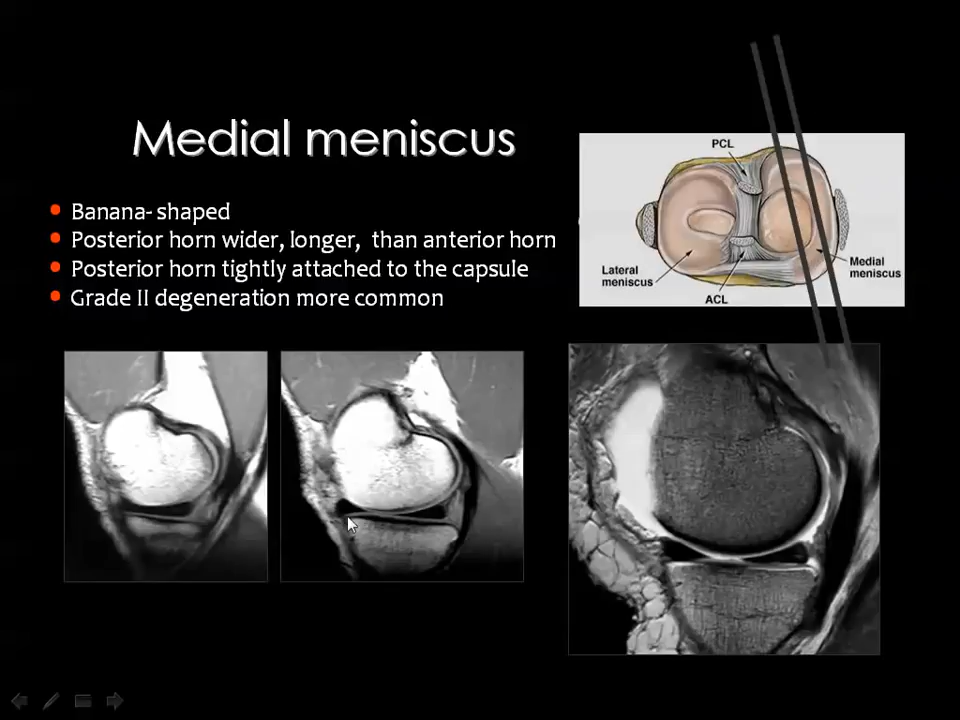 Medial meniscus
Banana- shaped
Posterior horn wider, longer, than anterior horn
Posterior horn tightly attached to the capsule
Grade II degeneration more common
PCL
Lateral
meniscus
ACL
Medial
meniscus